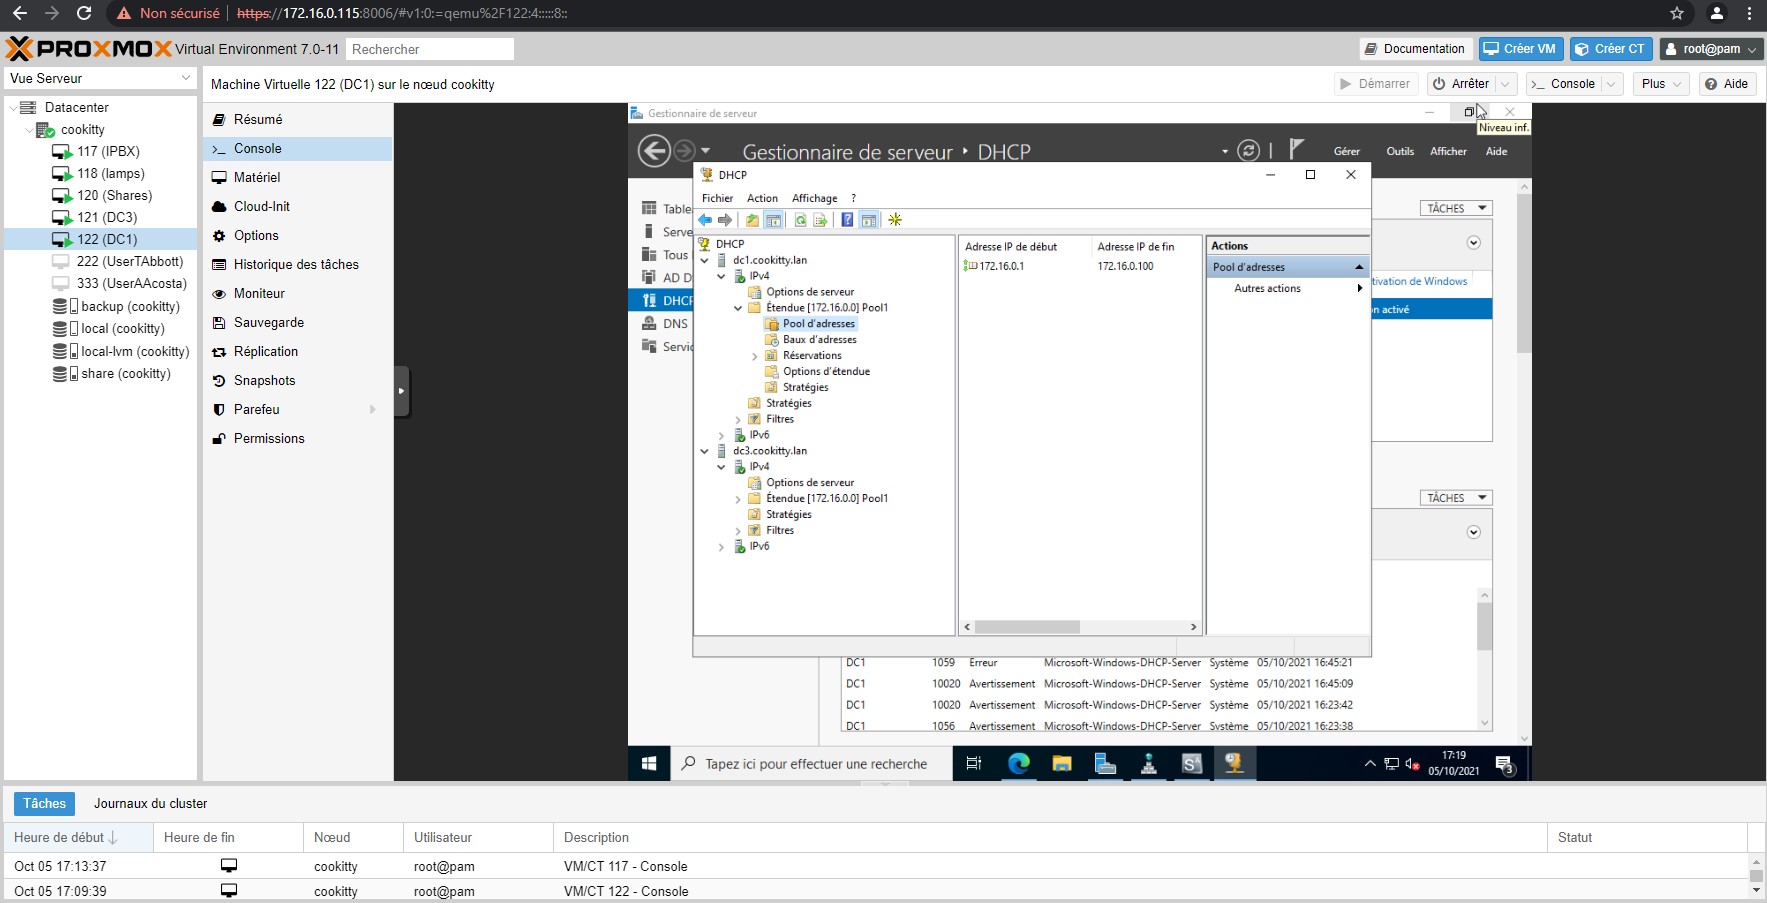 Non sécurisé
https://172.16.0.115:8006/#v1:0:=qemu%2F122:4:::::8::
PROXMOX Virtual Environment 7.0-11
Rechercher
Documentation
Créer VM
Créer CT
root@pam
Vue Serveur
Machine Virtuelle 122 (DC1) sur le nœud cookitty
Démarrer
Arrêter
Console
Plus
Aide
Datacenter
cookitty
117 (IPBX)
118 (lamps)
120 (Shares)
121 (DC3)
122 (DC1)
222 (UserTAbbott)
333 (UserAAcosta)
backup (cookitty)
local (cookitty)
local-lvm (cookitty)
share (cookitty)
Résumé
Console
Matériel
Cloud-Init
Options
Historique des tâches
Moniteur
Sauvegarde
Réplication
Snapshots
Parefeu
Permissions
Gestionnaire de serveur
Niveau inf.
Gestionnaire de serveur • DHCP
Gérer
Outils
Afficher
Aide
Table
Serve
Tous
AD D
DHCP
DNS
Servic
DHCP
Fichier
Action
Affichage
?
DHCP
dc1.cookitty.lan
IPv4
Options de serveur
Étendue [172.16.0.0] Pool1
Pool d'adresses
Baux d'adresses
Réservations
Options d'étendue
Stratégies
Stratégies
Filtres
IPv6
dc3.cookitty.lan
IPv4
Options de serveur
Étendue [172.16.0.0] Pool1
Stratégies
Filtres
IPv6
Adresse IP de début
Adresse IP de fin
172.16.0.1
172.16.0.100
Actions
Pool d'adresses
Autres actions
TÂCHES
tivation de Windows
n activé
TÂCHES
DC1 1059 Erreur Microsoft-Windows-DHCP-Server Système 05/10/2021 16:45:21
DC1 10020 Avertissement Microsoft-Windows-DHCP-Server Système 05/10/2021 16:45:09
DC1 10020 Avertissement Microsoft-Windows-DHCP-Server Système 05/10/2021 16:23:42
DC1 1056 Avertissement Microsoft-Windows-DHCP-Server Système 05/10/2021 16:23:38
Tapez ici pour effectuer une recherche
17:19
05/10/2021
3
Tâches
Journaux du cluster
Heure de début
Heure de fin
Nœud
Utilisateur
Description
Statut
Oct 05 17:13:37 cookitty root@pam VM/CT 117 - Console
Oct 05 17:09:39 cookitty root@pam VM/CT 122 - Console